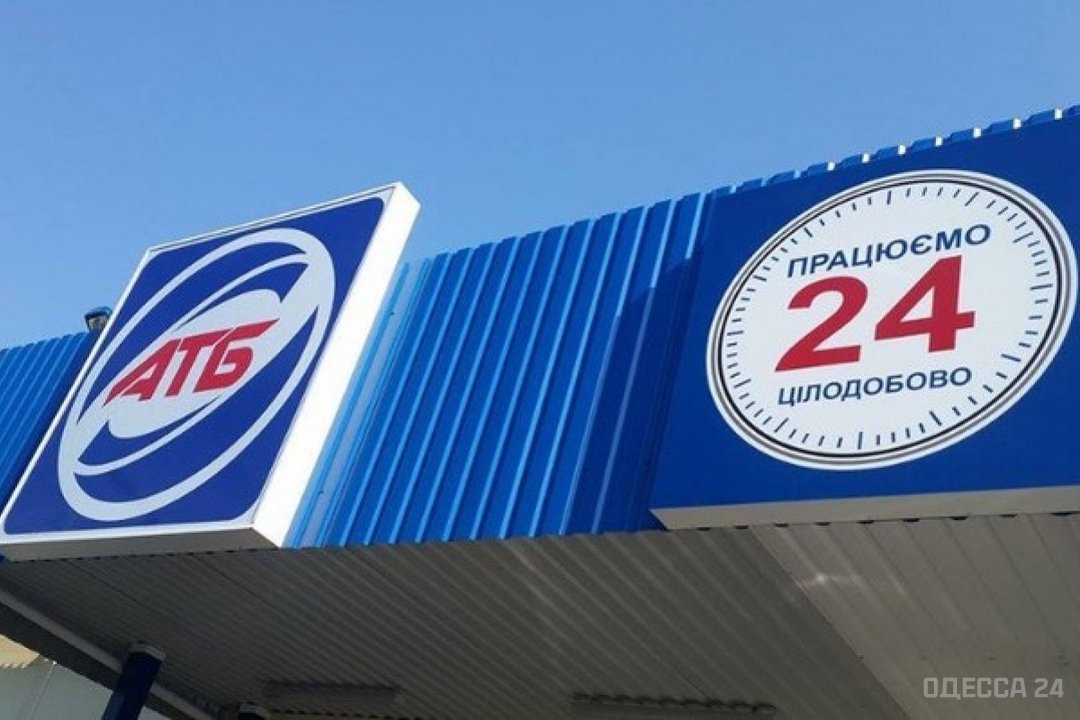 АТБ
ПРАЦЮЄМО
24
ЦІЛОДОБОВО
ОДЕССА 24